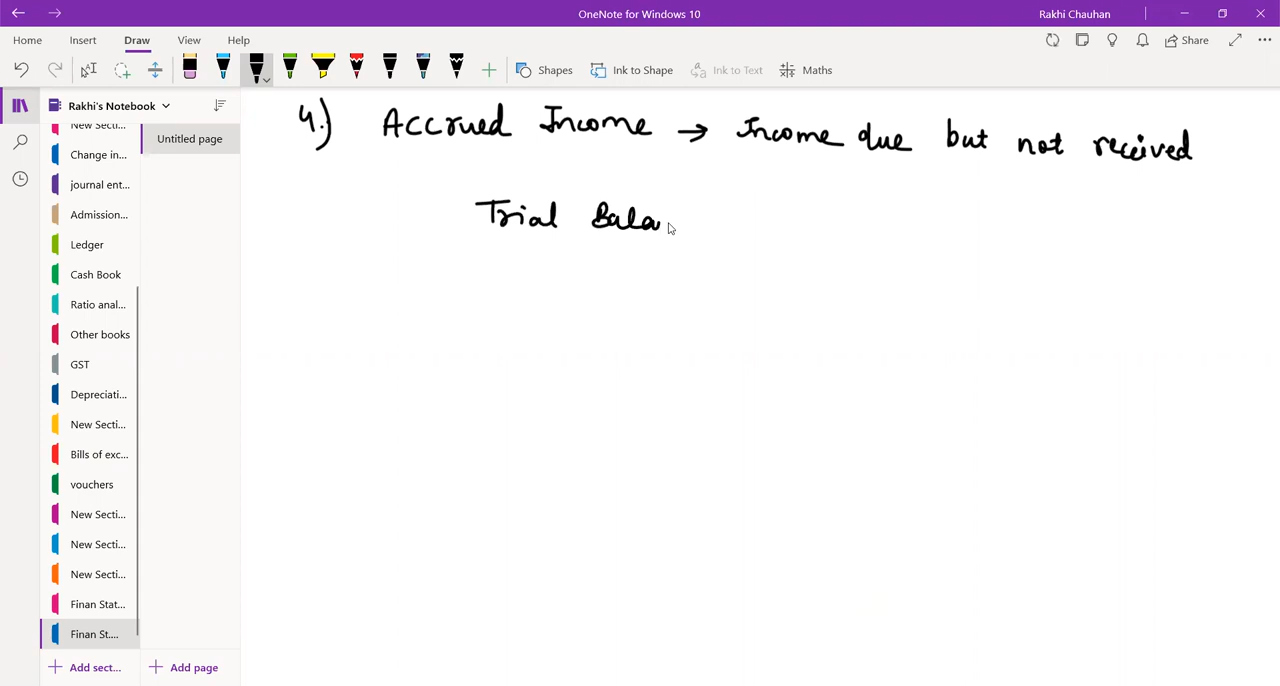 OneNote for Windows 10
Rakhi Chauhan
Home Insert Draw View Help
Share
Shapes Ink to Shape Ink to Text Maths
Rakhi's Notebook
New Secti...
Change in...
journal ent...
Admission...
Ledger
Cash Book
Ratio anal...
Other books
GST
Depreciati...
New Secti...
Bills of exc...
vouchers
New Secti...
New Secti...
New Secti...
Finan Stat...
Finan St....
Add sect...
Untitled page
Add page
4.) Accrued Income → Income due but not received
Trial Bala